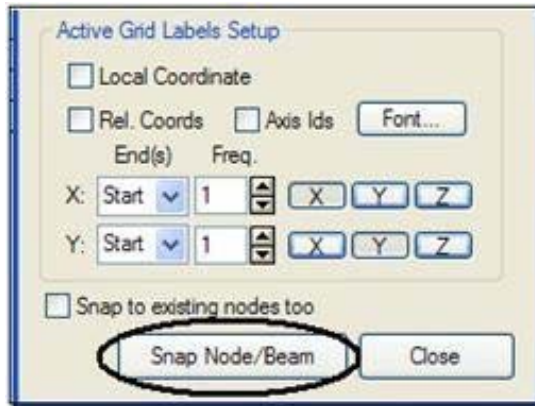 Active Grid Labels Setup
Local Coordinate
Rel. Coords Axis Ids Font...
End(s) Freq.
X: Start 1 X Y Z
Y: Start 1 X Y Z
Snap to existing nodes too
Snap Node/Beam Close